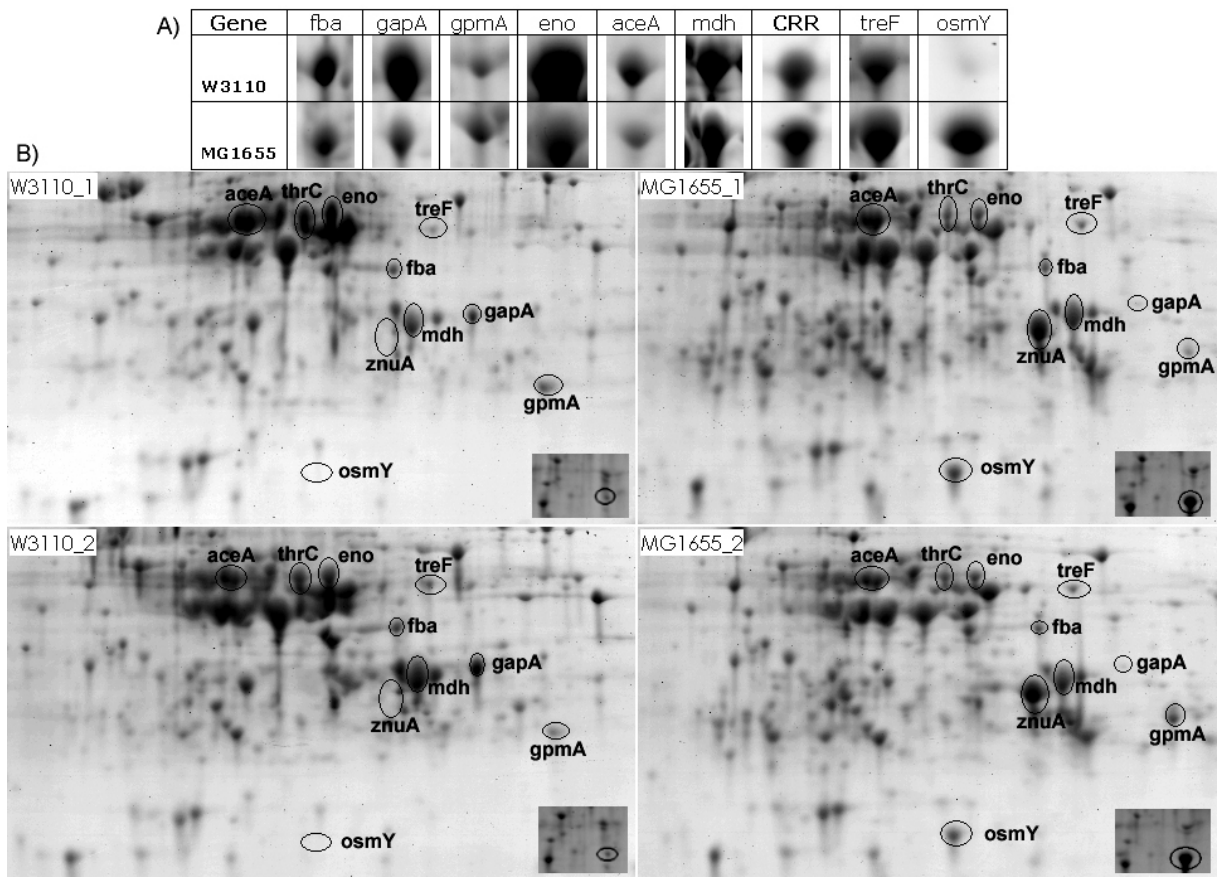 A)
Gene fba gapA gpmA eno aceA mdh CRR treF osmY
W3110
MG1655
B)
W3110_1
aceA thrC eno
treF
fba
gapA
mdh
znuA
gpmA
osmY
MG1655_1
aceA thrC eno
treF
fba
gapA
mdh
znuA
gpmA
osmY
W3110_2
aceA thrC eno
treF
fba
gapA
mdh
znuA
gpmA
osmY
MG1655_2
aceA thrC eno
treF
fba
gapA
mdh
znuA
gpmA
osmY